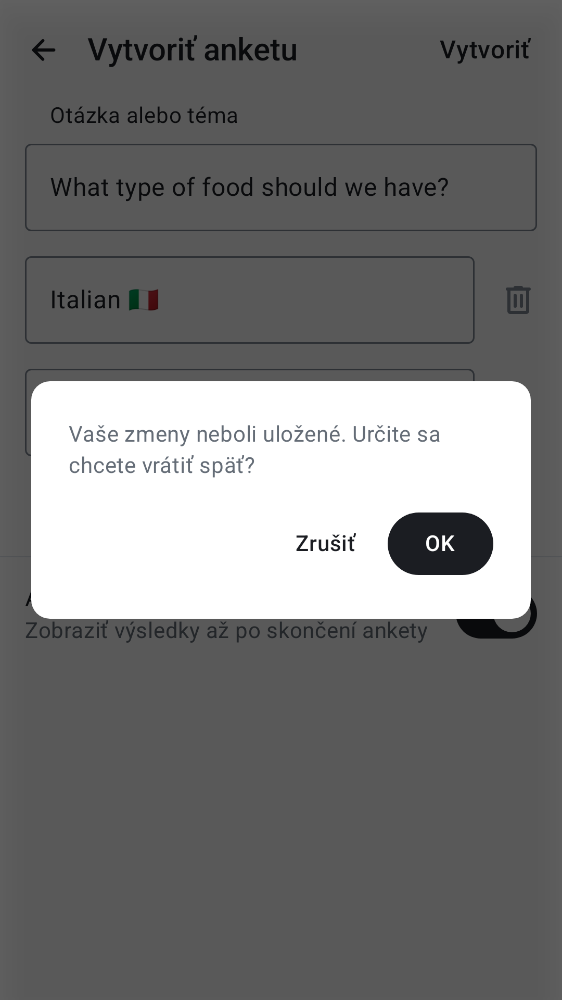 Vytvoriť anketu
Vytvoriť
Otázka alebo téma
What type of food should we have?
Italian 🇮🇹
Vaše zmeny neboli uložené. Určite sa
chcete vrátiť späť?
Zrušiť
OK
Zobraziť výsledky až po skončení ankety